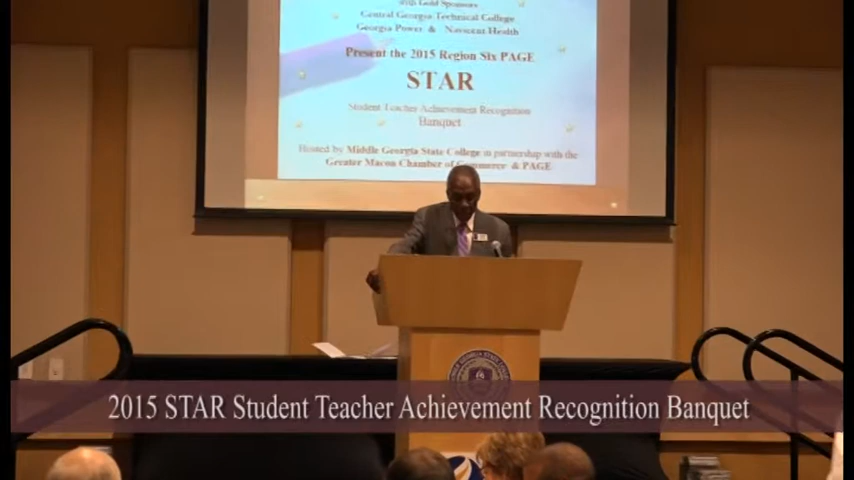 with Gold Sponsors
Central Georgia Technical College
Georgia Power & Navicent Health
Present the 2015 Region Six PAGE
STAR
Student Teacher Achievement Recognition
Banquet
Hosted by Middle Georgia State College in partnership with the
Greater Macon Chamber of Commerce & PAGE
2015 STAR Student Teacher Achievement Recognition Banquet